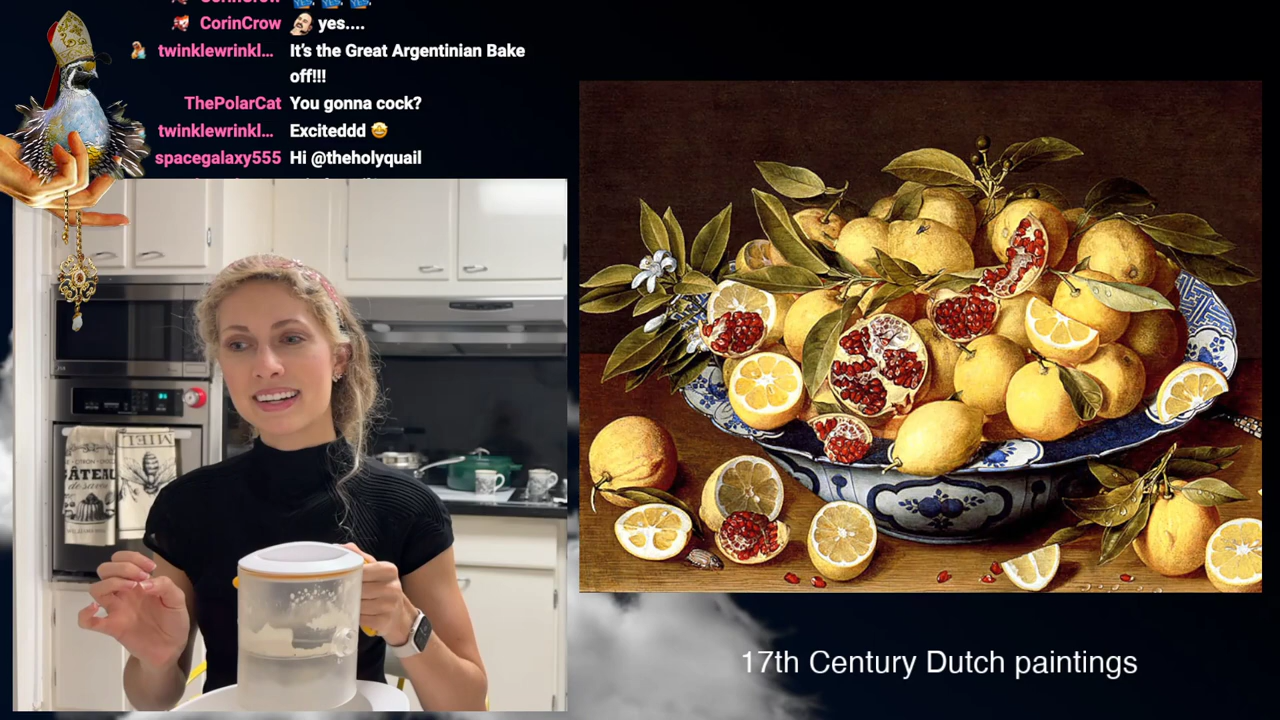 CorinCrow yes....
twinklewrinkl... It's the Great Argentinian Bake
off!!!
ThePolarCat You gonna cock?
twinklewrinkl... Exciteddd
spacegalaxy555 Hi @theholyquail
MIEL
GÂTEAU
17th Century Dutch paintings